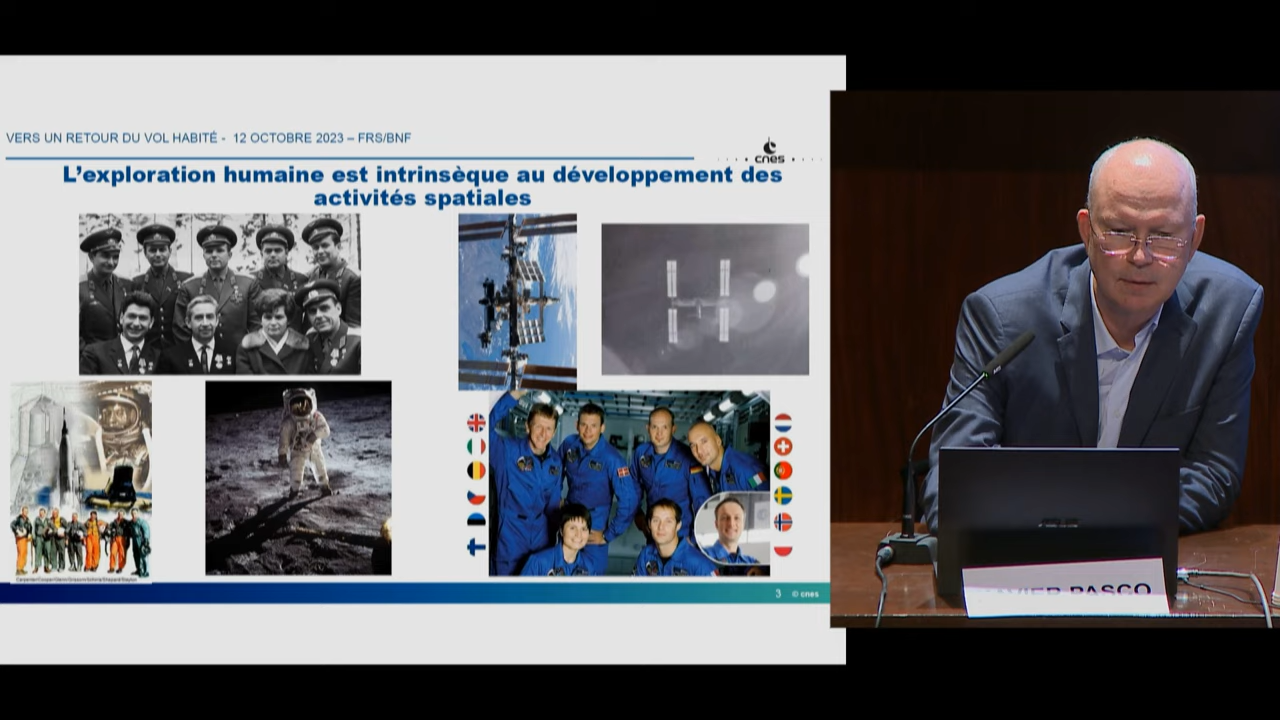 VERS UN RETOUR DU VOL HABITÉ - 12 OCTOBRE 2023 – FRS/BNF
cnes
L'exploration humaine est intrinsèque au développement des
activités spatiales
3 © cnes
PASCO